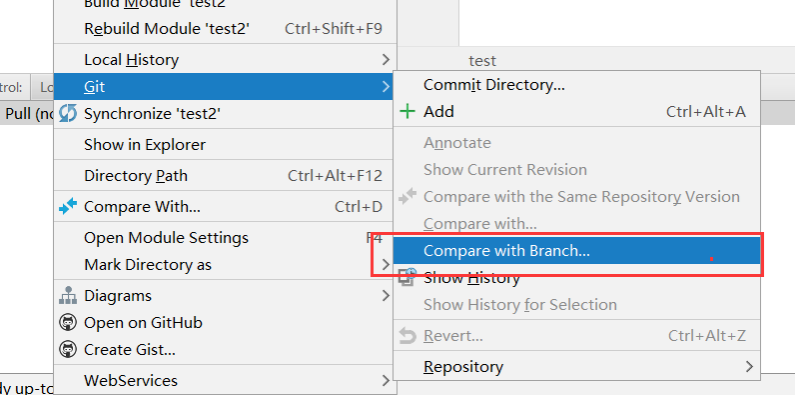 Build Module 'test2'
Rebuild Module 'test2' Ctrl+Shift+F9
Local History
Git
Synchronize 'test2'
Show in Explorer
Directory Path Ctrl+Alt+F12
Compare With... Ctrl+D
Open Module Settings F4
Mark Directory as
Diagrams
Open on GitHub
Create Gist...
WebServices
test
Commit Directory...
Add Ctrl+Alt+A
Annotate
Show Current Revision
Compare with the Same Repository Version
Compare with...
Compare with Branch...
Show History
Show History for Selection
Revert... Ctrl+Alt+Z
Repository
trol: Lo
Pull (no
dy up-to